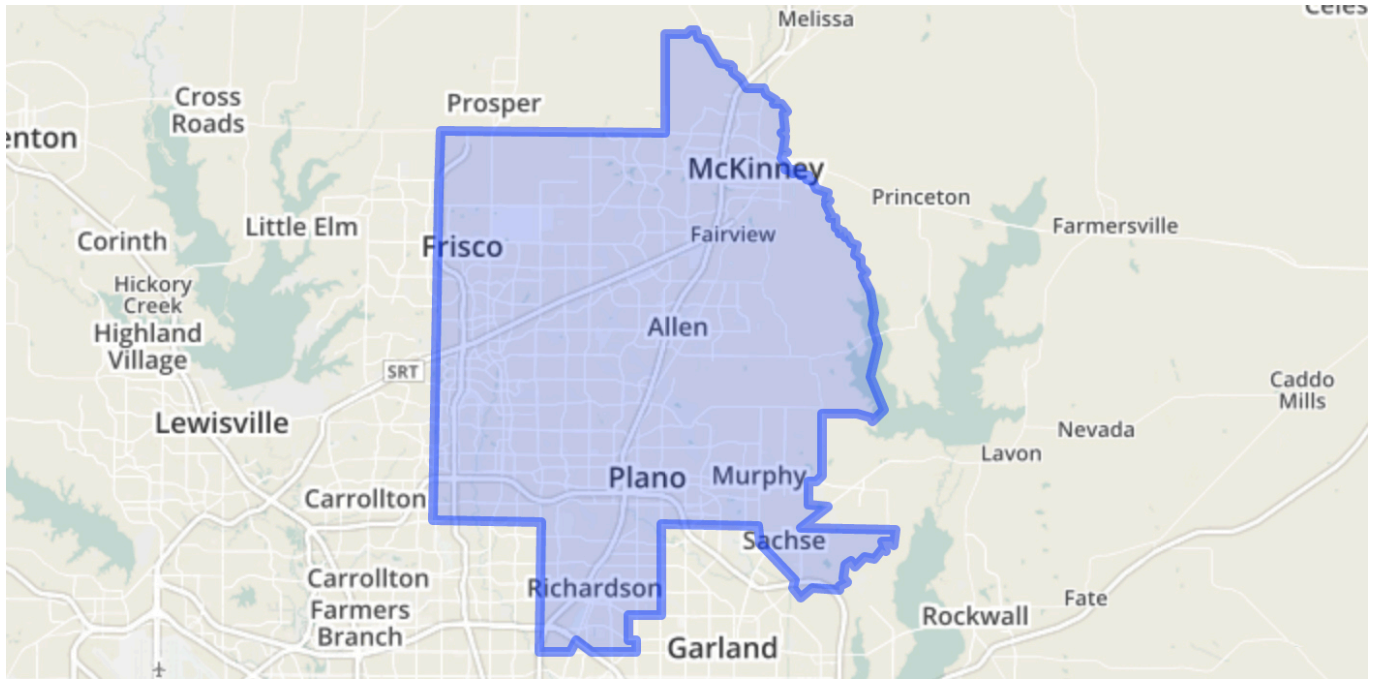 Melissa
Celes
Cross
Roads
Prosper
enton
McKinney
Princeton
Farmersville
Little Elm
Corinth
Fairview
Frisco
Hickory
Creek
Highland
Village
Allen
SRT
Caddo
Mills
Lewisville
Nevada
Lavon
Plano
Murphy
Carrollton
Sachse
Carrollton
Richardson
Farmers
Branch
Fate
Rockwall
Garland